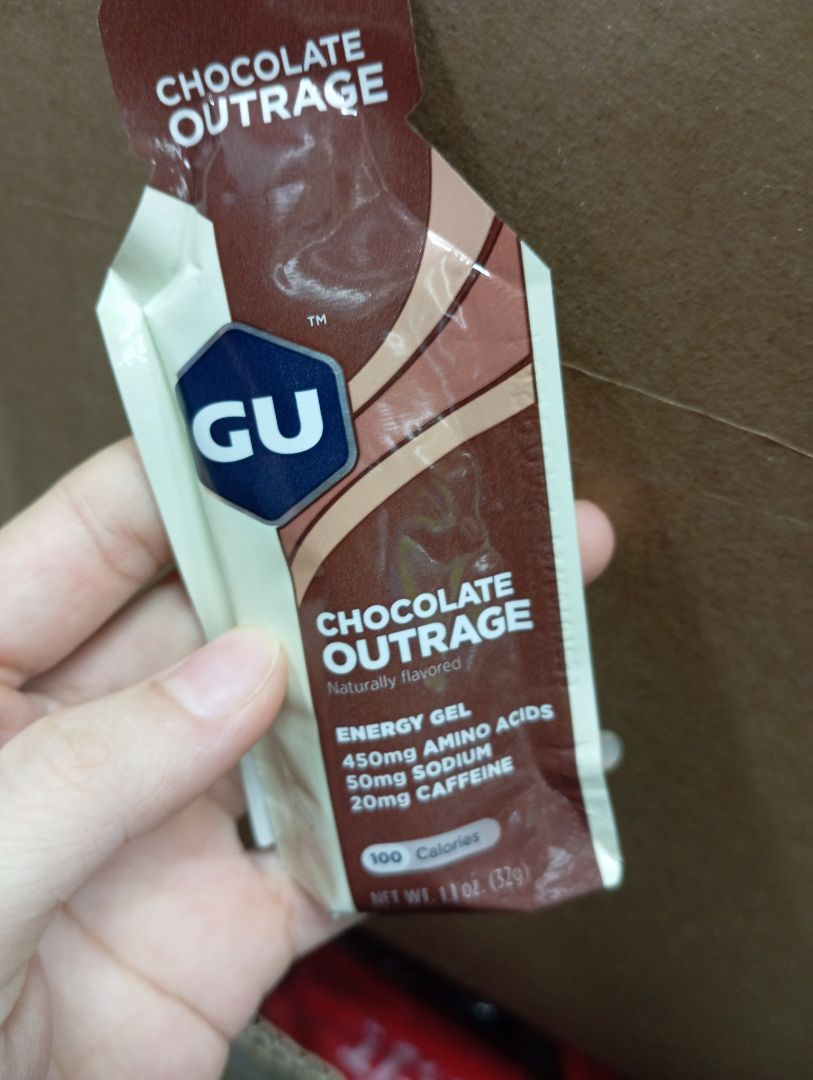 CHOCOLATE
OUTRAGE
TM
GU
CHOCOLATE
OUTRAGE
Naturally flavored
ENERGY GEL
450mg AMINO ACIDS
50mg SODIUM
20mg CAFFEINE
100 Calories
NET WT. 1.1 OZ. (32g)